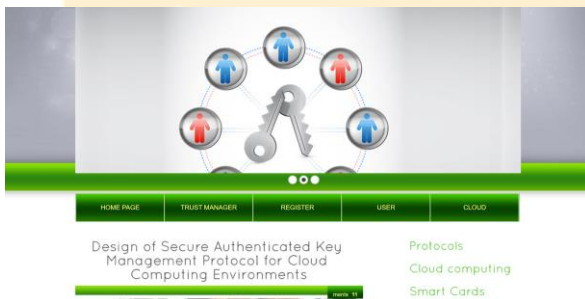 HOME PAGE TRUST MANAGER REGISTER USER CLOUD
Design of Secure Authenticated Key
Management Protocol for Cloud
Computing Environments
Protocols
Cloud computing
Smart Cards